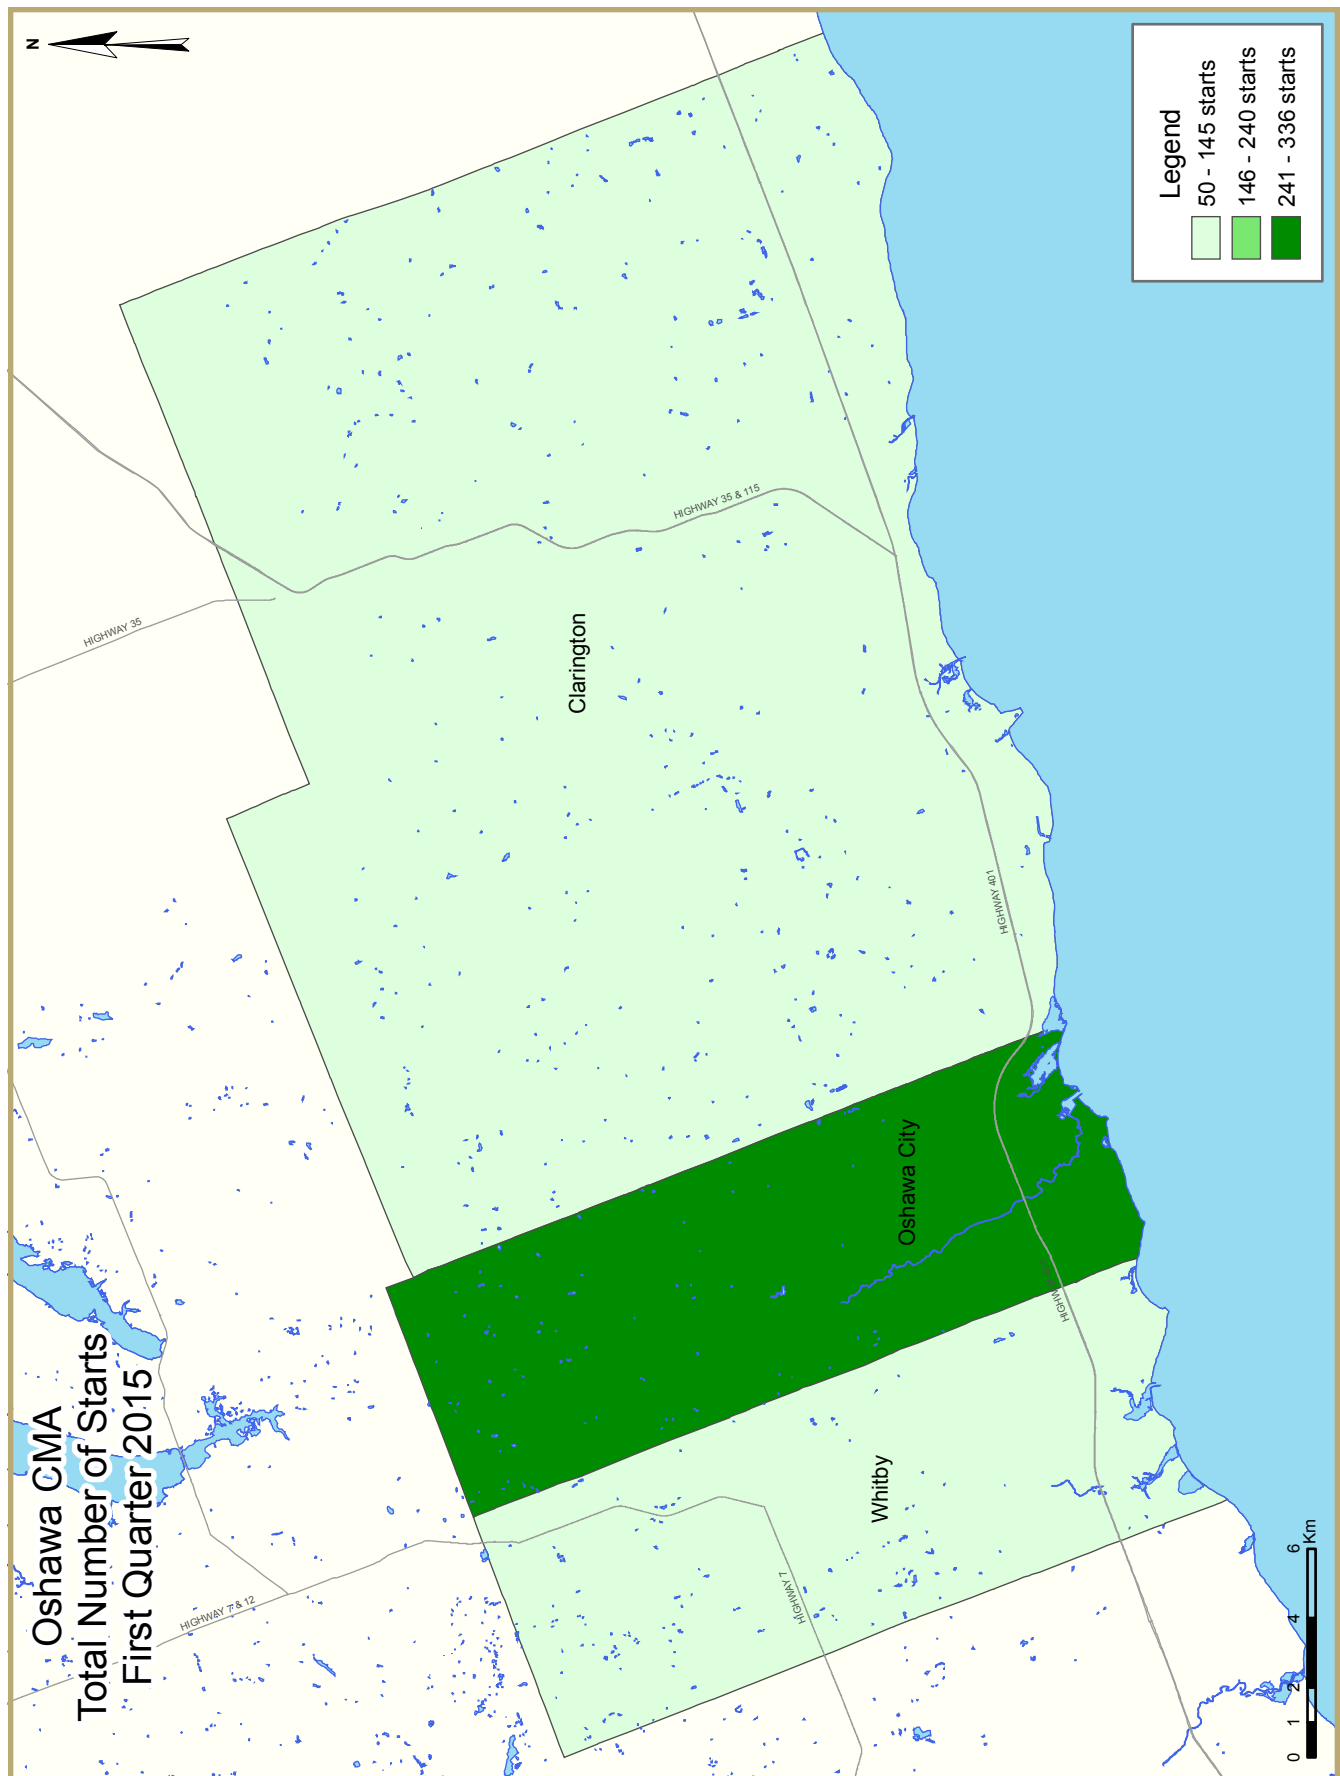 Oshawa CMA
Total Number of Starts
First Quarter 2015
N
HIGHWAY 35
HIGHWAY 35 & 115
HIGHWAY 7 & 12
HIGHWAY 7
HIGHWAY 401
HIGHW
Clarington
Oshawa City
Whitby
Legend
50 - 145 starts
146 - 240 starts
241 - 336 starts
0 1 2 4 6
Km